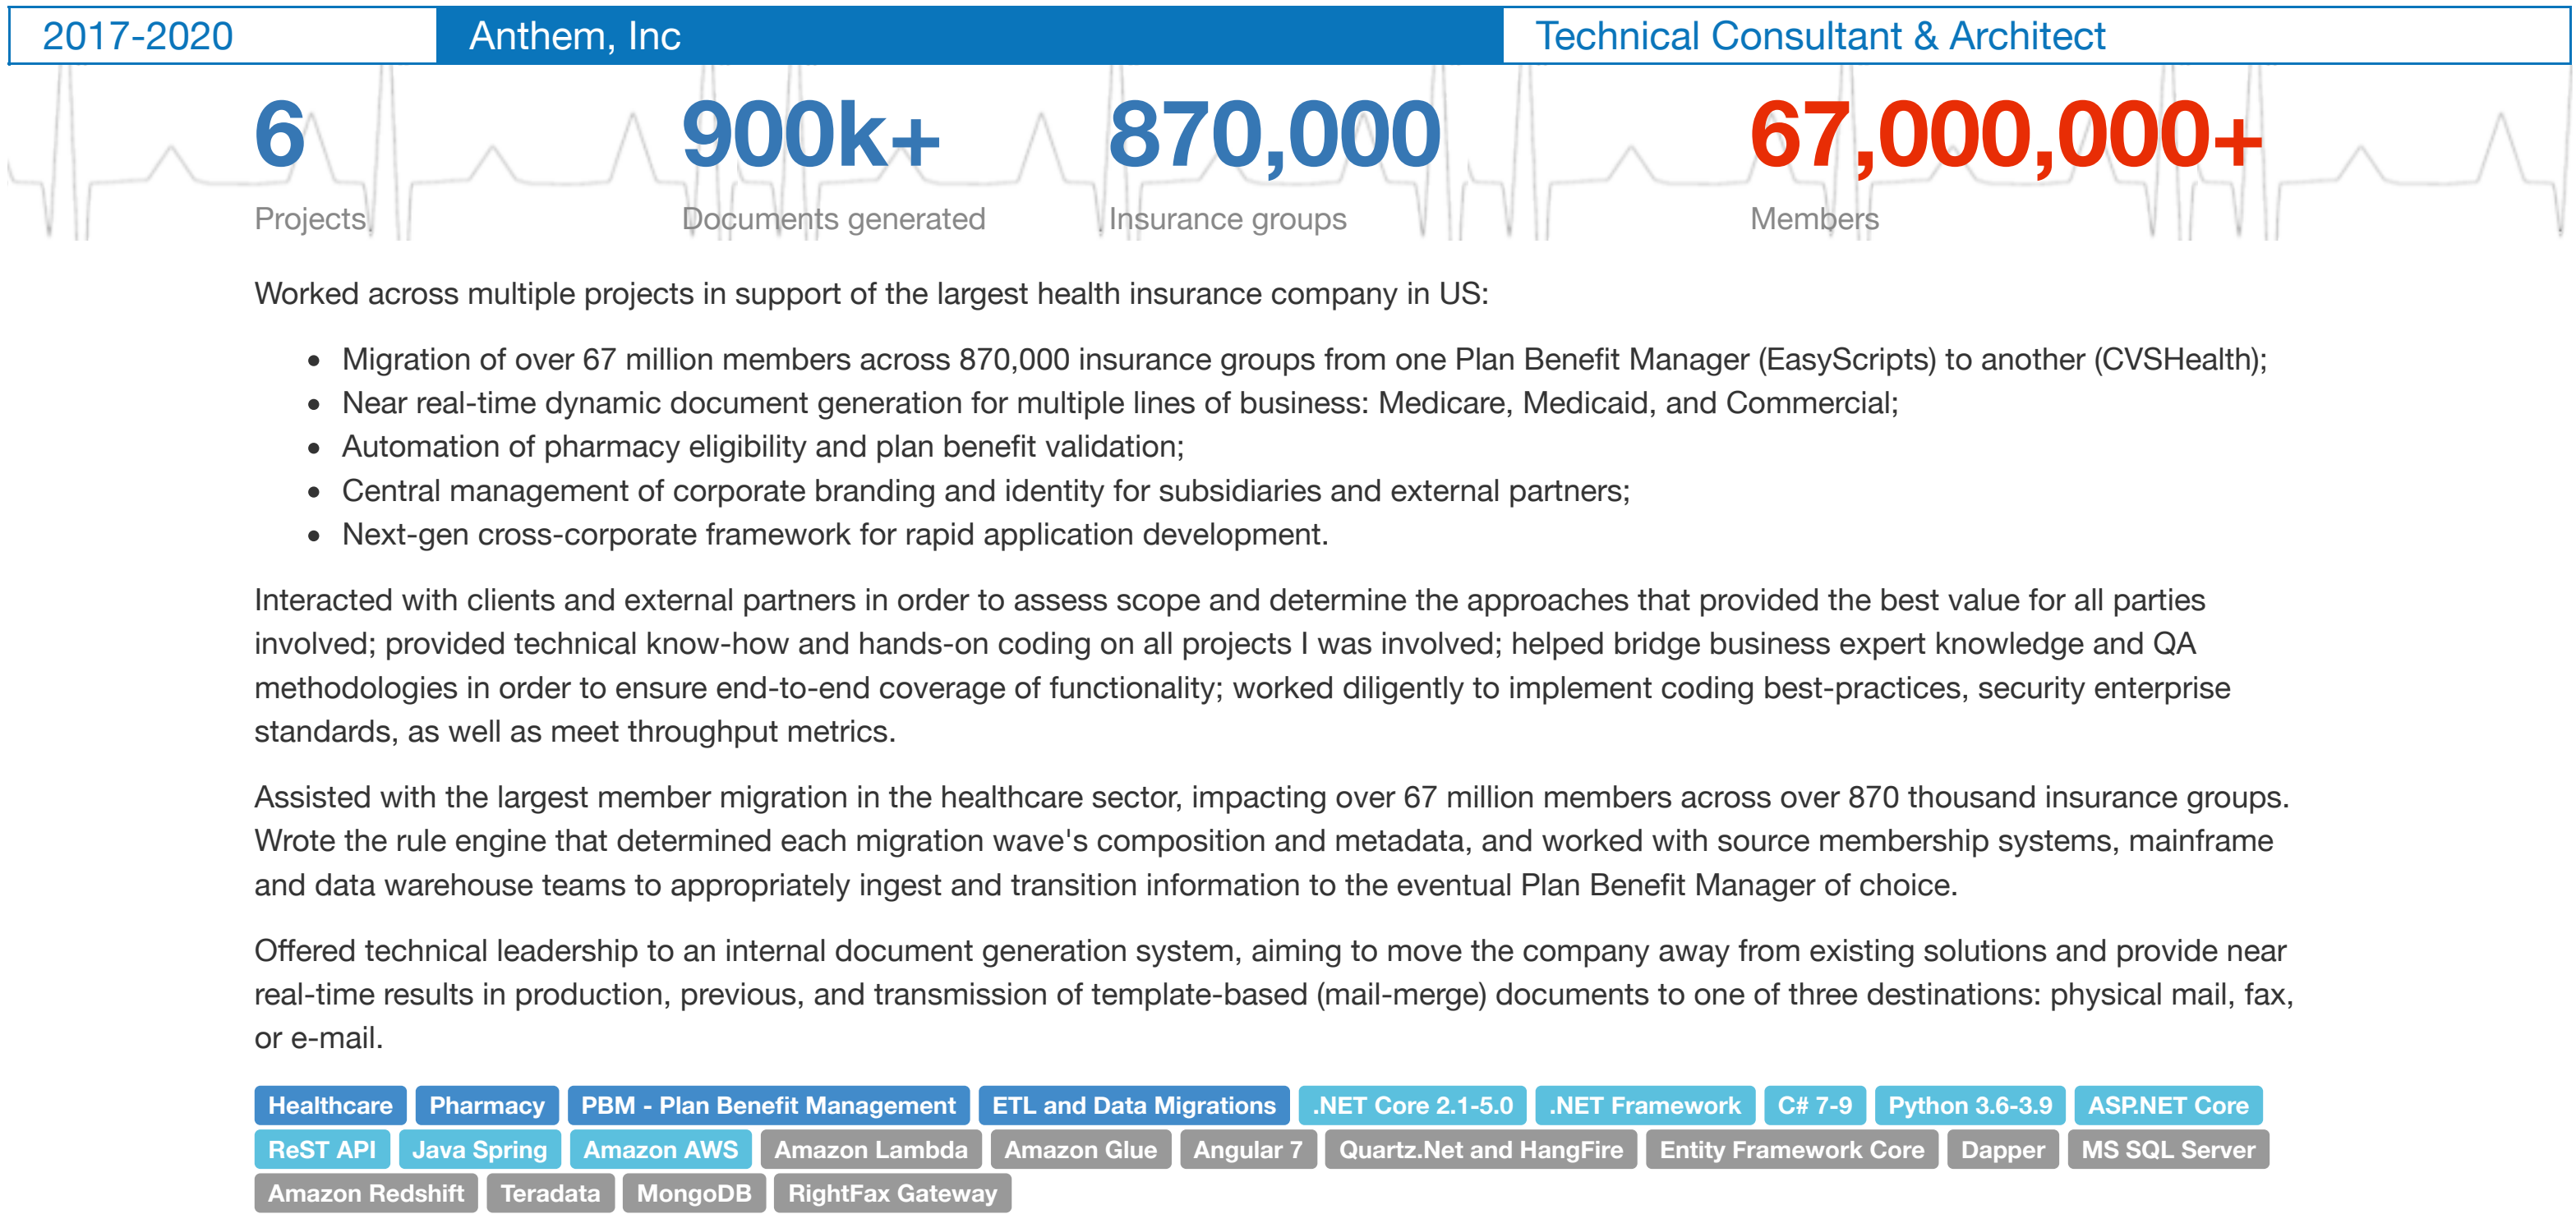 2017-2020 Anthem, Inc Technical Consultant & Architect
6 900k+ 870,000 67,000,000+
Projects Documents generated Insurance groups Members
Worked across multiple projects in support of the largest health insurance company in US:
• Migration of over 67 million members across 870,000 insurance groups from one Plan Benefit Manager (EasyScripts) to another (CVSHealth);
• Near real-time dynamic document generation for multiple lines of business: Medicare, Medicaid, and Commercial;
• Automation of pharmacy eligibility and plan benefit validation;
• Central management of corporate branding and identity for subsidiaries and external partners;
• Next-gen cross-corporate framework for rapid application development.
Interacted with clients and external partners in order to assess scope and determine the approaches that provided the best value for all parties
involved; provided technical know-how and hands-on coding on all projects I was involved; helped bridge business expert knowledge and QA
methodologies in order to ensure end-to-end coverage of functionality; worked diligently to implement coding best-practices, security enterprise
standards, as well as meet throughput metrics.
Assisted with the largest member migration in the healthcare sector, impacting over 67 million members across over 870 thousand insurance groups.
Wrote the rule engine that determined each migration wave's composition and metadata, and worked with source membership systems, mainframe
and data warehouse teams to appropriately ingest and transition information to the eventual Plan Benefit Manager of choice.
Offered technical leadership to an internal document generation system, aiming to move the company away from existing solutions and provide near
real-time results in production, previous, and transmission of template-based (mail-merge) documents to one of three destinations: physical mail, fax,
or e-mail.
Healthcare Pharmacy PBM - Plan Benefit Management ETL and Data Migrations .NET Core 2.1-5.0 .NET Framework C# 7-9 Python 3.6-3.9 ASP.NET Core
ReST API Java Spring Amazon AWS Amazon Lambda Amazon Glue Angular 7 Quartz.Net and HangFire Entity Framework Core Dapper MS SQL Server
Amazon Redshift Teradata MongoDB RightFax Gateway